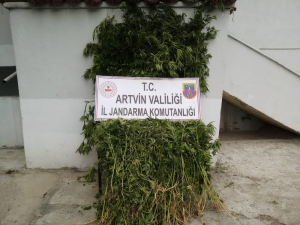 T.C.
ARTVİN VALİLİĞİ
İL JANDARMA KOMUTANLIĞI